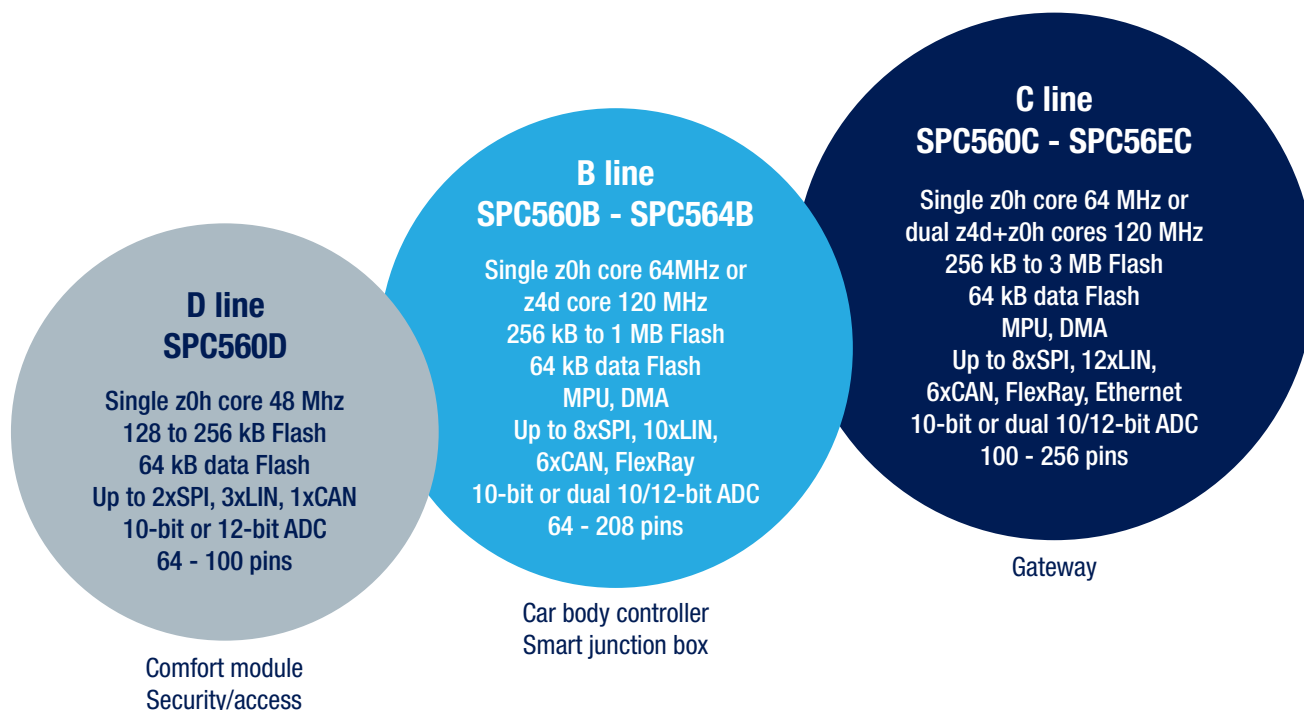 D line
SPC560D
Single z0h core 48 Mhz
128 to 256 kB Flash
64 kB data Flash
Up to 2xSPI, 3xLIN, 1xCAN
10-bit or 12-bit ADC
64 - 100 pins
Comfort module
Security/access
B line
SPC560B - SPC564B
Single z0h core 64MHz or
z4d core 120 MHz
256 kB to 1 MB Flash
64 kB data Flash
MPU, DMA
Up to 8xSPI, 10xLIN,
6xCAN, FlexRay
10-bit or dual 10/12-bit ADC
64 - 208 pins
Car body controller
Smart junction box
C line
SPC560C - SPC56EC
Single z0h core 64 MHz or
dual z4d+z0h cores 120 MHz
256 kB to 3 MB Flash
64 kB data Flash
MPU, DMA
Up to 8xSPI, 12xLIN,
6xCAN, FlexRay, Ethernet
10-bit or dual 10/12-bit ADC
100 - 256 pins
Gateway